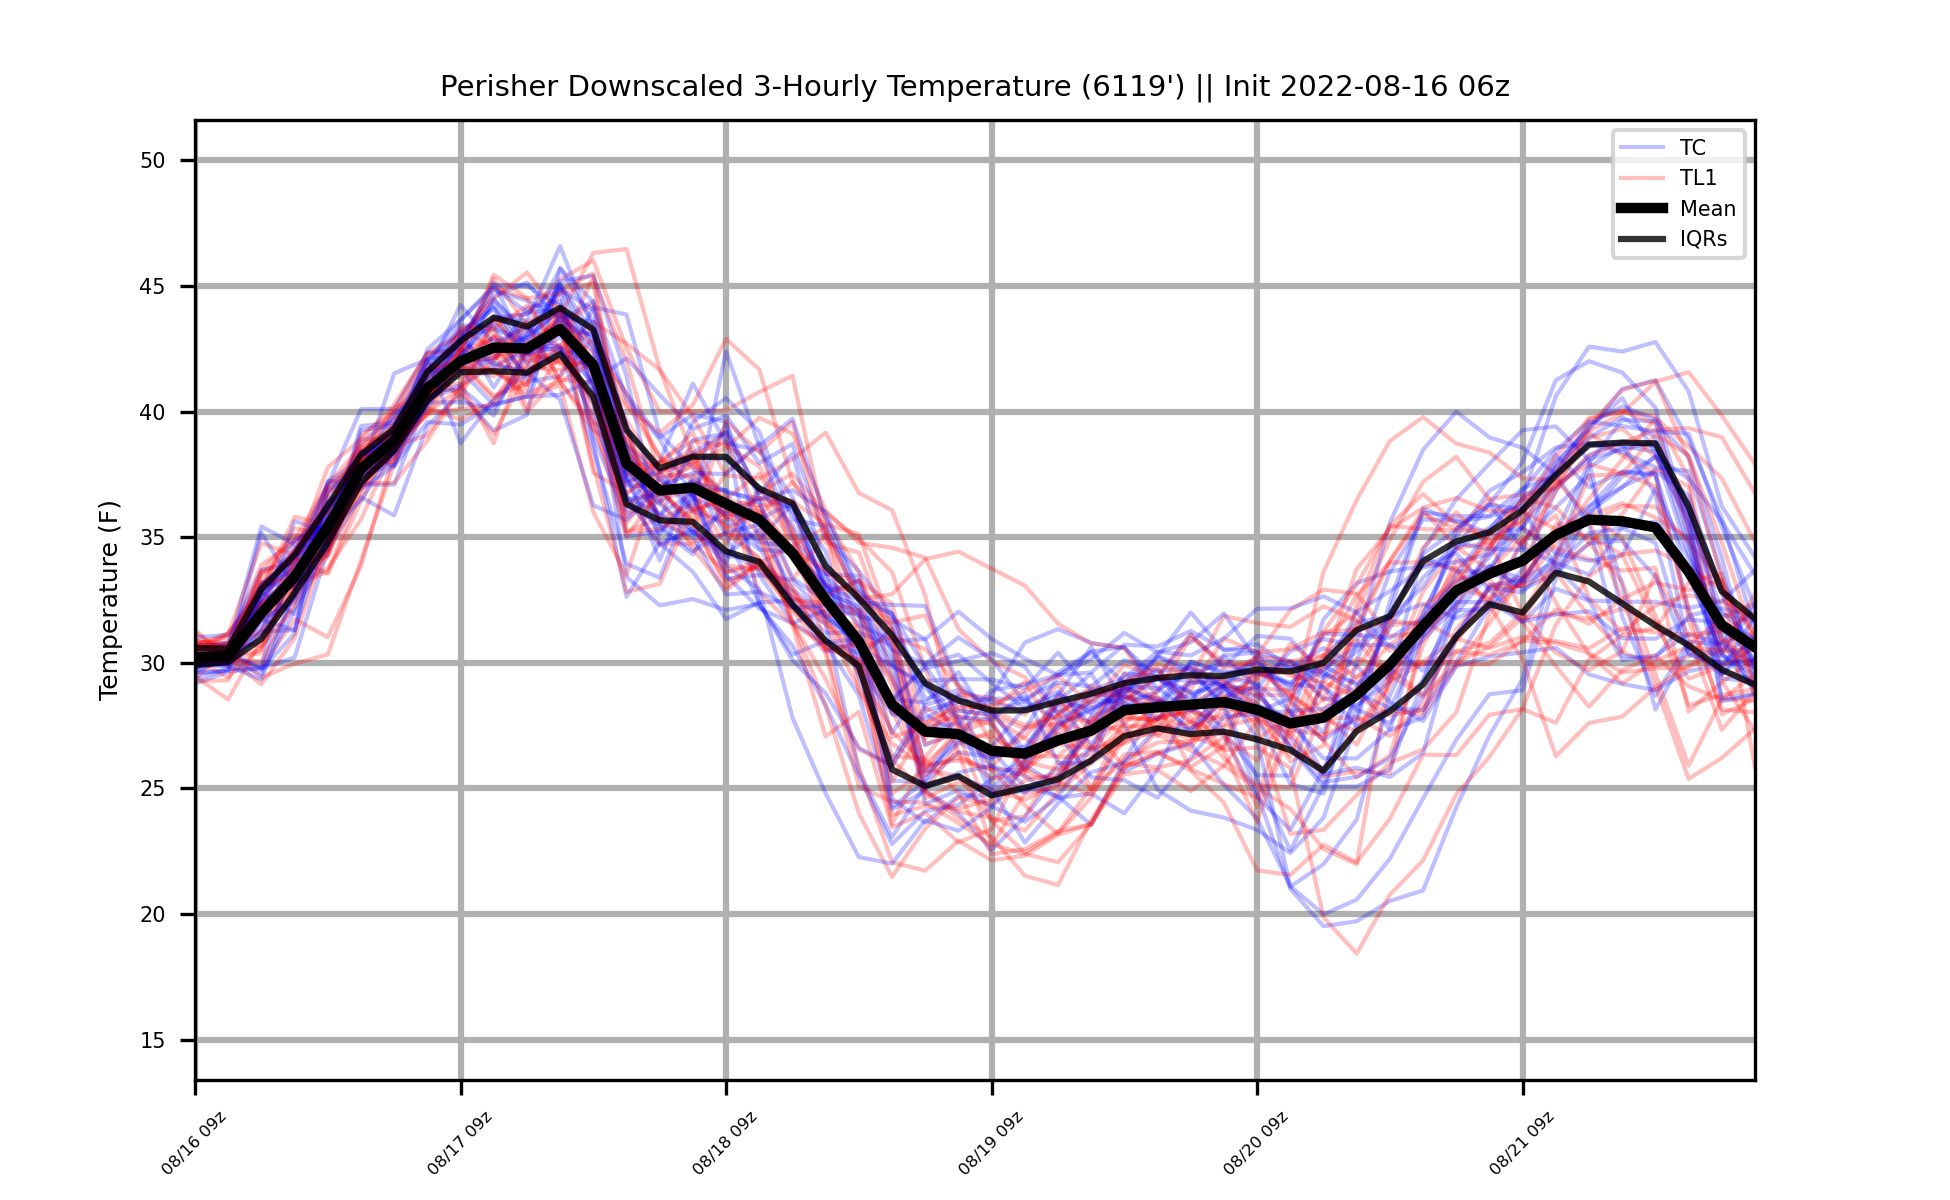 Perisher Downscaled 3-Hourly Temperature (6119') || Init 2022-08-16 06z
TC
TL1
Mean
IQRs
Temperature (F)
50
45
40
35
30
25
20
15
08/16 09z
08/17 09z
08/18 09z
08/19 09z
08/20 09z
08/21 09z